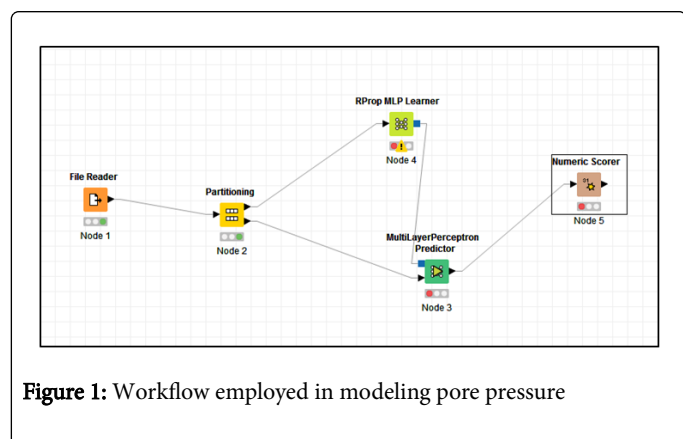 RProp MLP Learner
Node 4
File Reader
Node 1
Partitioning
Node 2
MultiLayerPerceptron
Predictor
Node 3
Numeric Scorer
Node 5
Figure 1: Workflow employed in modeling pore pressure